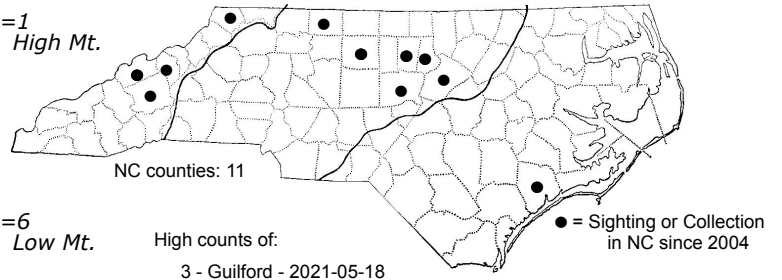 =1
High Mt.
NC counties: 11
=6
Low Mt.
High counts of:
3 - Guilford - 2021-05-18
● = Sighting or Collection
in NC since 2004